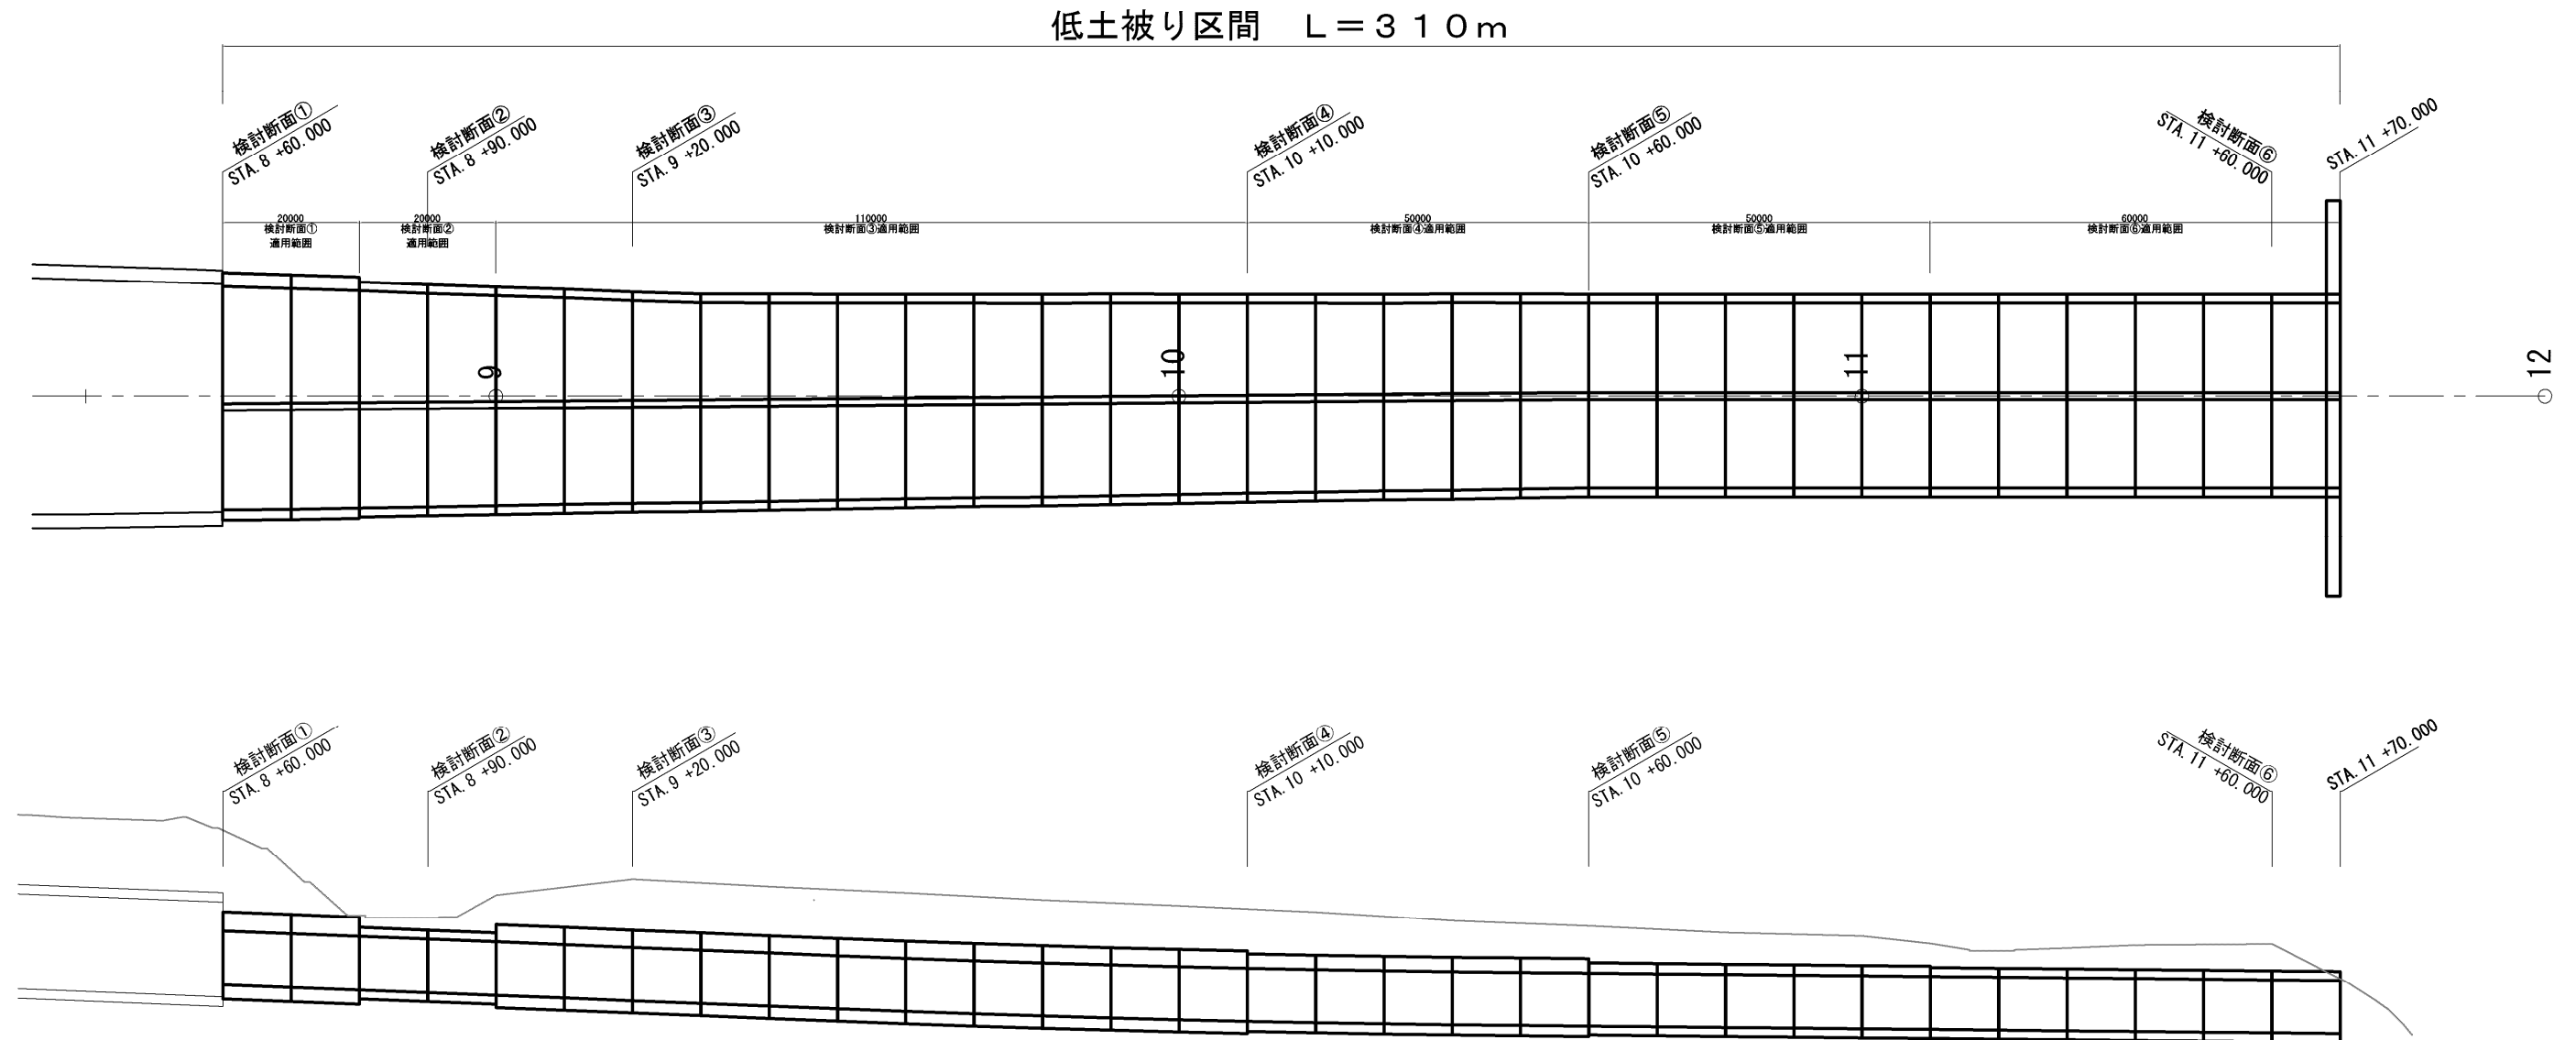 低土被り区間　Ｌ＝３１０ｍ
検討断面①
STA. 8 +60.000
検討断面②
STA. 8 +90.000
検討断面③
STA. 9 +20.000
検討断面④
STA. 10 +10.000
検討断面⑤
STA. 10 +60.000
検討断面⑥
STA. 11 +60.000
STA. 11 +70.000
20000
検討断面①
適用範囲
20000
検討断面②
適用範囲
110000
検討断面③適用範囲
50000
検討断面④適用範囲
50000
検討断面⑤適用範囲
60000
検討断面⑥適用範囲
9
10
11
12
検討断面①
STA. 8 +60.000
検討断面②
STA. 8 +90.000
検討断面③
STA. 9 +20.000
検討断面④
STA. 10 +10.000
検討断面⑤
STA. 10 +60.000
検討断面⑥
STA. 11 +60.000
STA. 11 +70.000